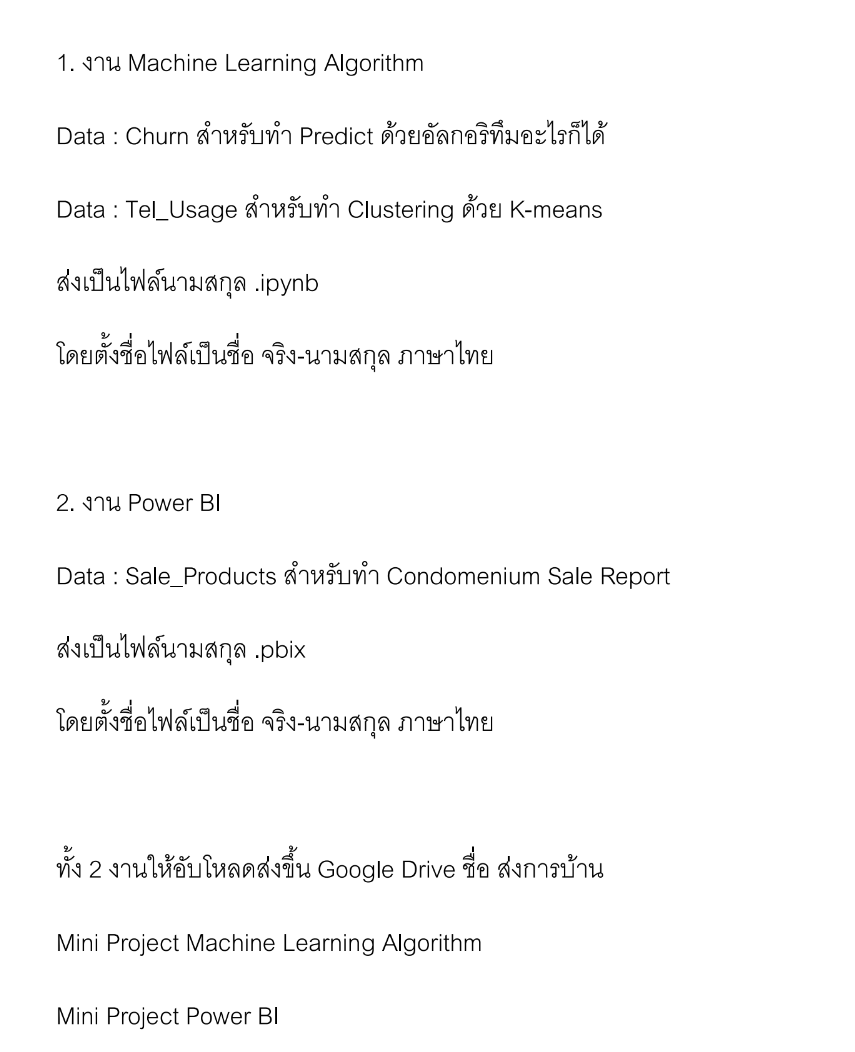 1. งาน Machine Learning Algorithm
Data : Churn สำหรับทำ Predict ด้วยอัลกอริทึมอะไรก็ได้
Data : Tel_Usage สำหรับทำ Clustering ด้วย K-means
ส่งเป็นไฟล์นามสกุล .ipynb
โดยตั้งชื่อไฟล์เป็นชื่อ จริง-นามสกุล ภาษาไทย
2. งาน Power BI
Data : Sale_Products สำหรับทำ Condomenium Sale Report
ส่งเป็นไฟล์นามสกุล .pbix
โดยตั้งชื่อไฟล์เป็นชื่อ จริง-นามสกุล ภาษาไทย
ทั้ง 2 งานให้อับโหลดส่งขึ้น Google Drive ชื่อ ส่งการบ้าน
Mini Project Machine Learning Algorithm
Mini Project Power BI